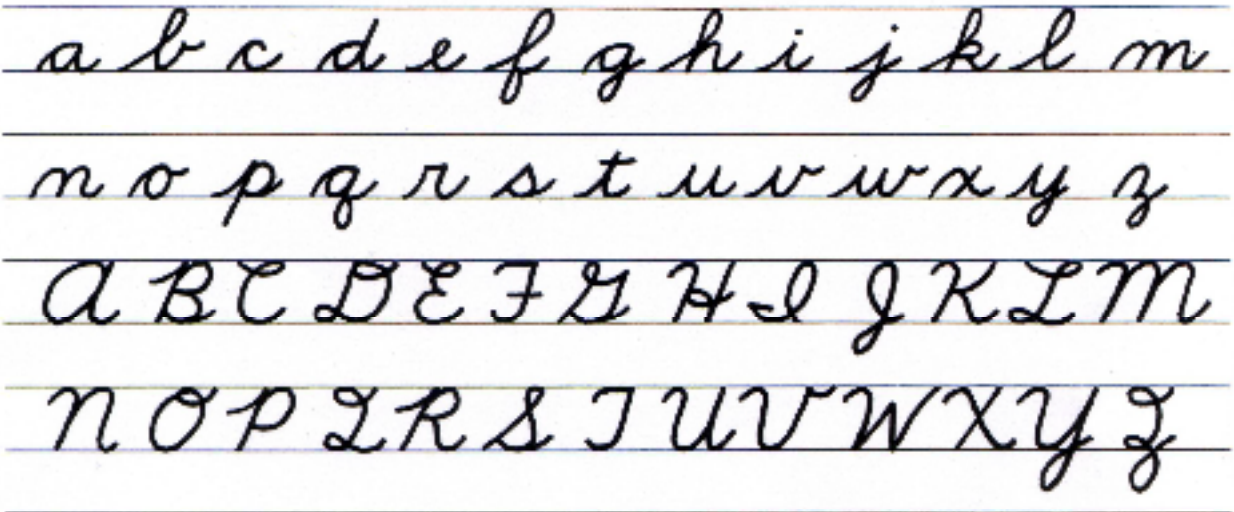 a b c d e f g h i j k l m
n o p q r s t u v w x y z
A B C D E F G H I J K L M
N O P Q R S T U V W X Y Z